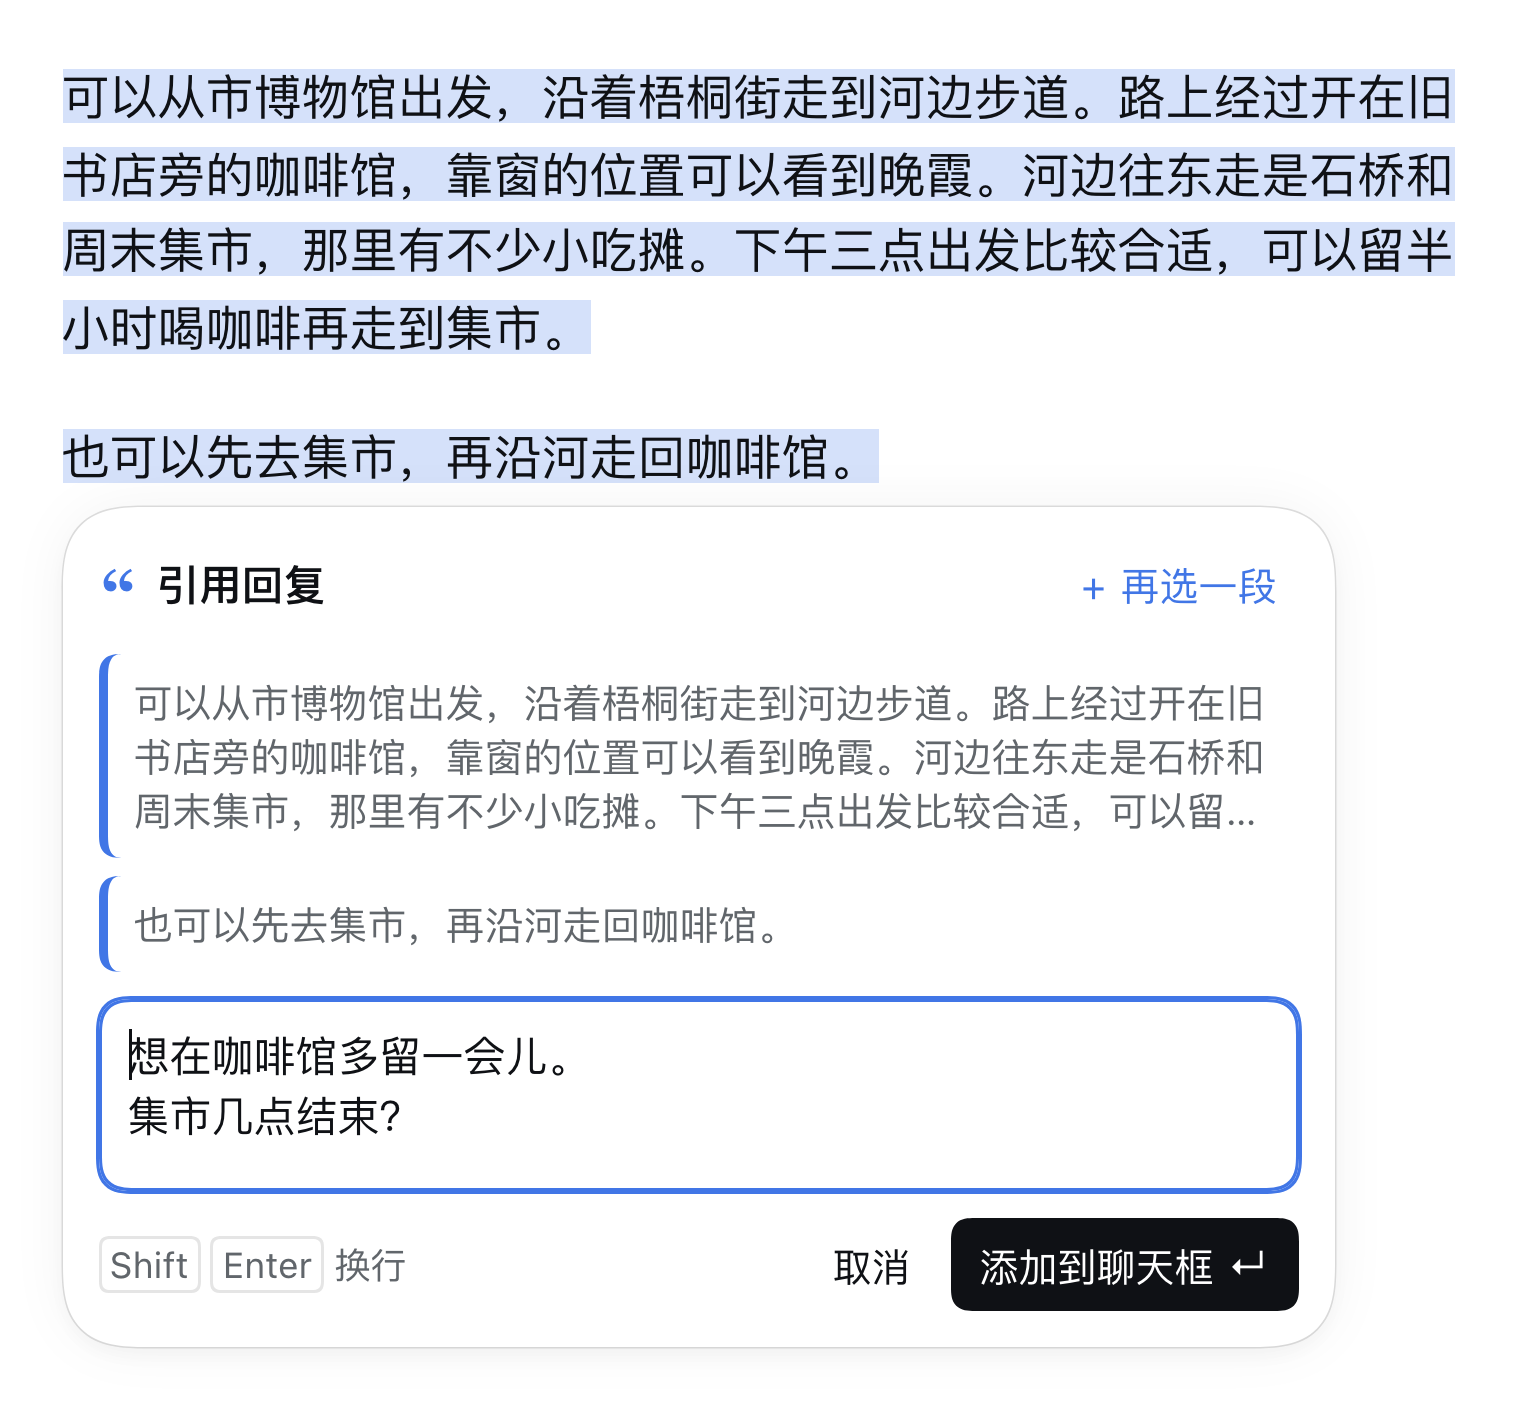 可以从市博物馆出发，沿着梧桐街走到河边步道。路上经过开在旧
书店旁的咖啡馆，靠窗的位置可以看到晚霞。河边往东走是石桥和
周末集市，那里有不少小吃摊。下午三点出发比较合适，可以留半
小时喝咖啡再走到集市。
也可以先去集市，再沿河走回咖啡馆。
“ 引用回复
+ 再选一段
可以从市博物馆出发，沿着梧桐街走到河边步道。路上经过开在旧
书店旁的咖啡馆，靠窗的位置可以看到晚霞。河边往东走是石桥和
周末集市，那里有不少小吃摊。下午三点出发比较合适，可以留...
也可以先去集市，再沿河走回咖啡馆。
想在咖啡馆多留一会儿。
集市几点结束?
Shift Enter 换行
取消
添加到聊天框 ↵